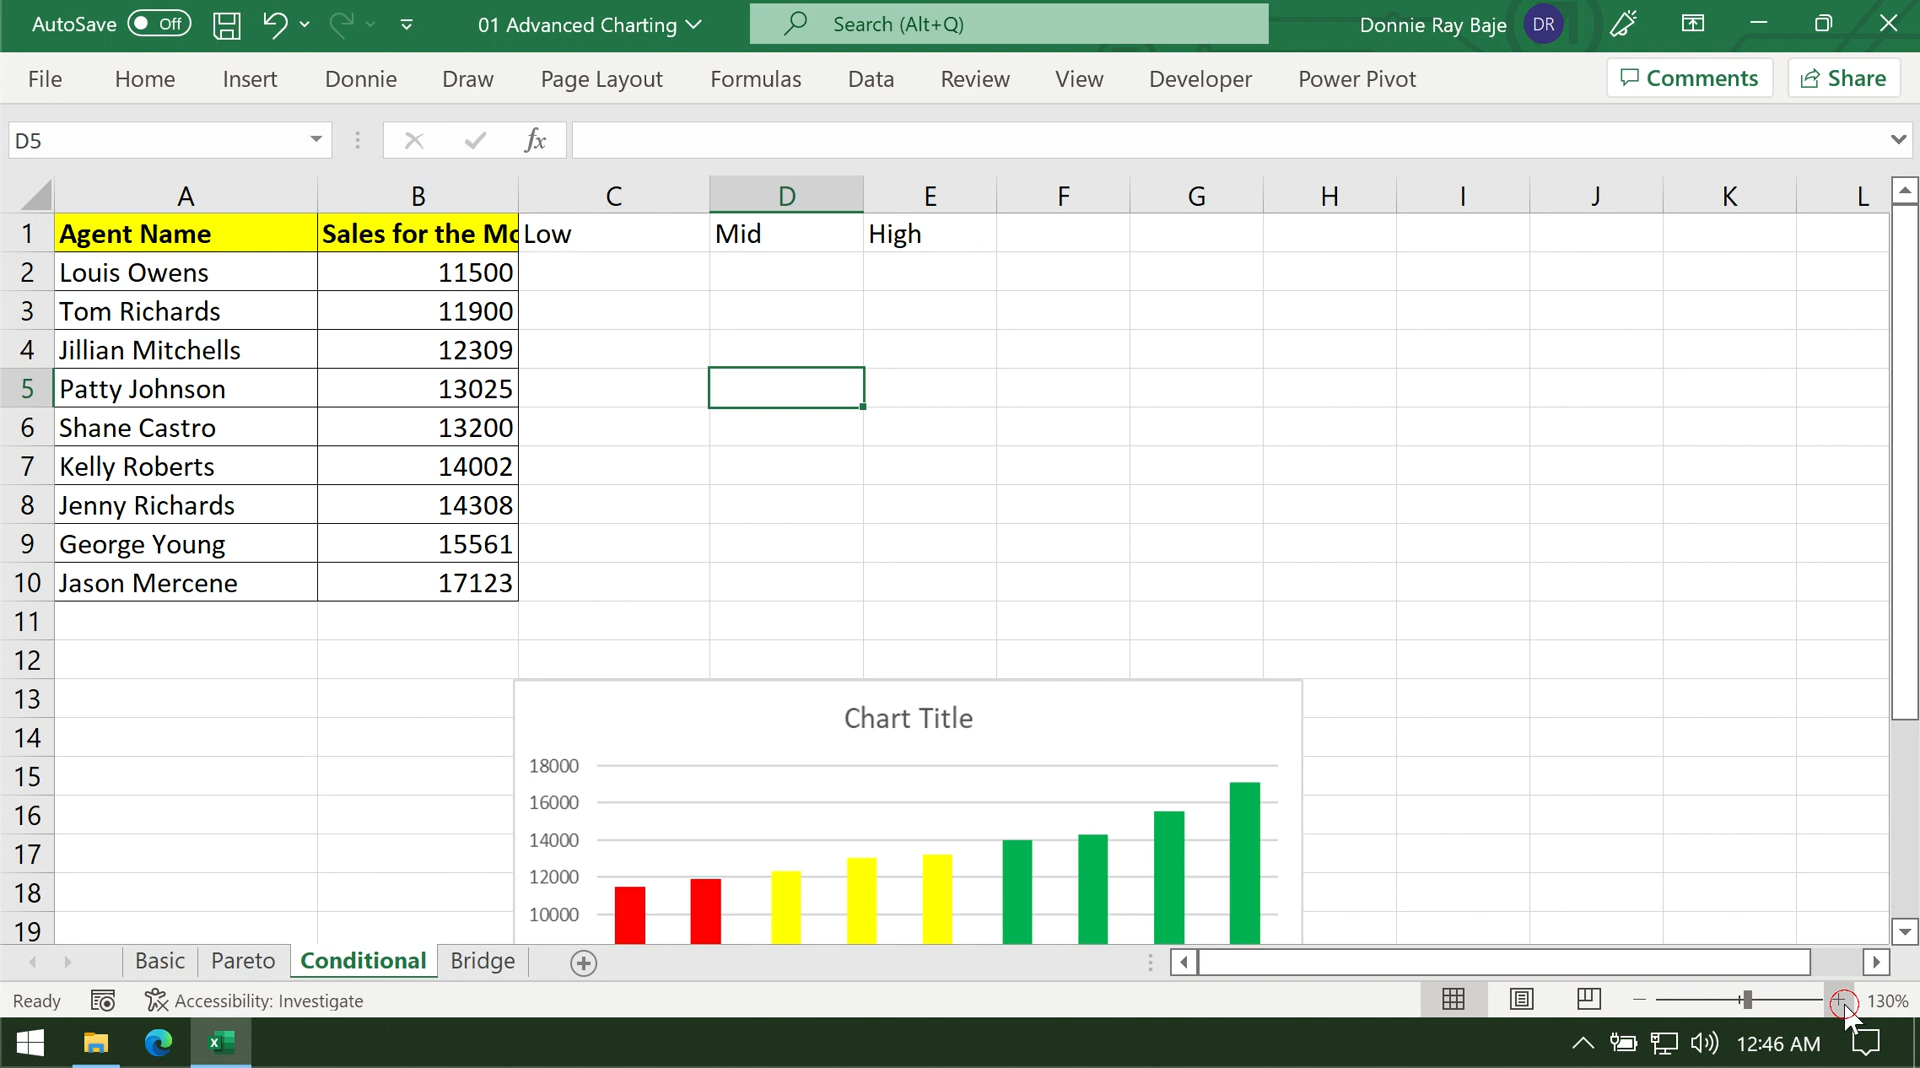 AutoSave Off 01 Advanced Charting Search (Alt+Q) Donnie Ray Baje DR
File Home Insert Donnie Draw Page Layout Formulas Data Review View Developer Power Pivot Comments Share
D5 fx
A B C D E F G H I J K L
1 Agent Name Sales for the Mo Low Mid High
2 Louis Owens 11500
3 Tom Richards 11900
4 Jillian Mitchells 12309
5 Patty Johnson 13025
6 Shane Castro 13200
7 Kelly Roberts 14002
8 Jenny Richards 14308
9 George Young 15561
10 Jason Mercene 17123
11
12
13
14
15
16
17
18
19
Chart Title
18000
16000
14000
12000
10000
Basic Pareto Conditional Bridge
Ready Accessibility: Investigate 130%
12:46 AM